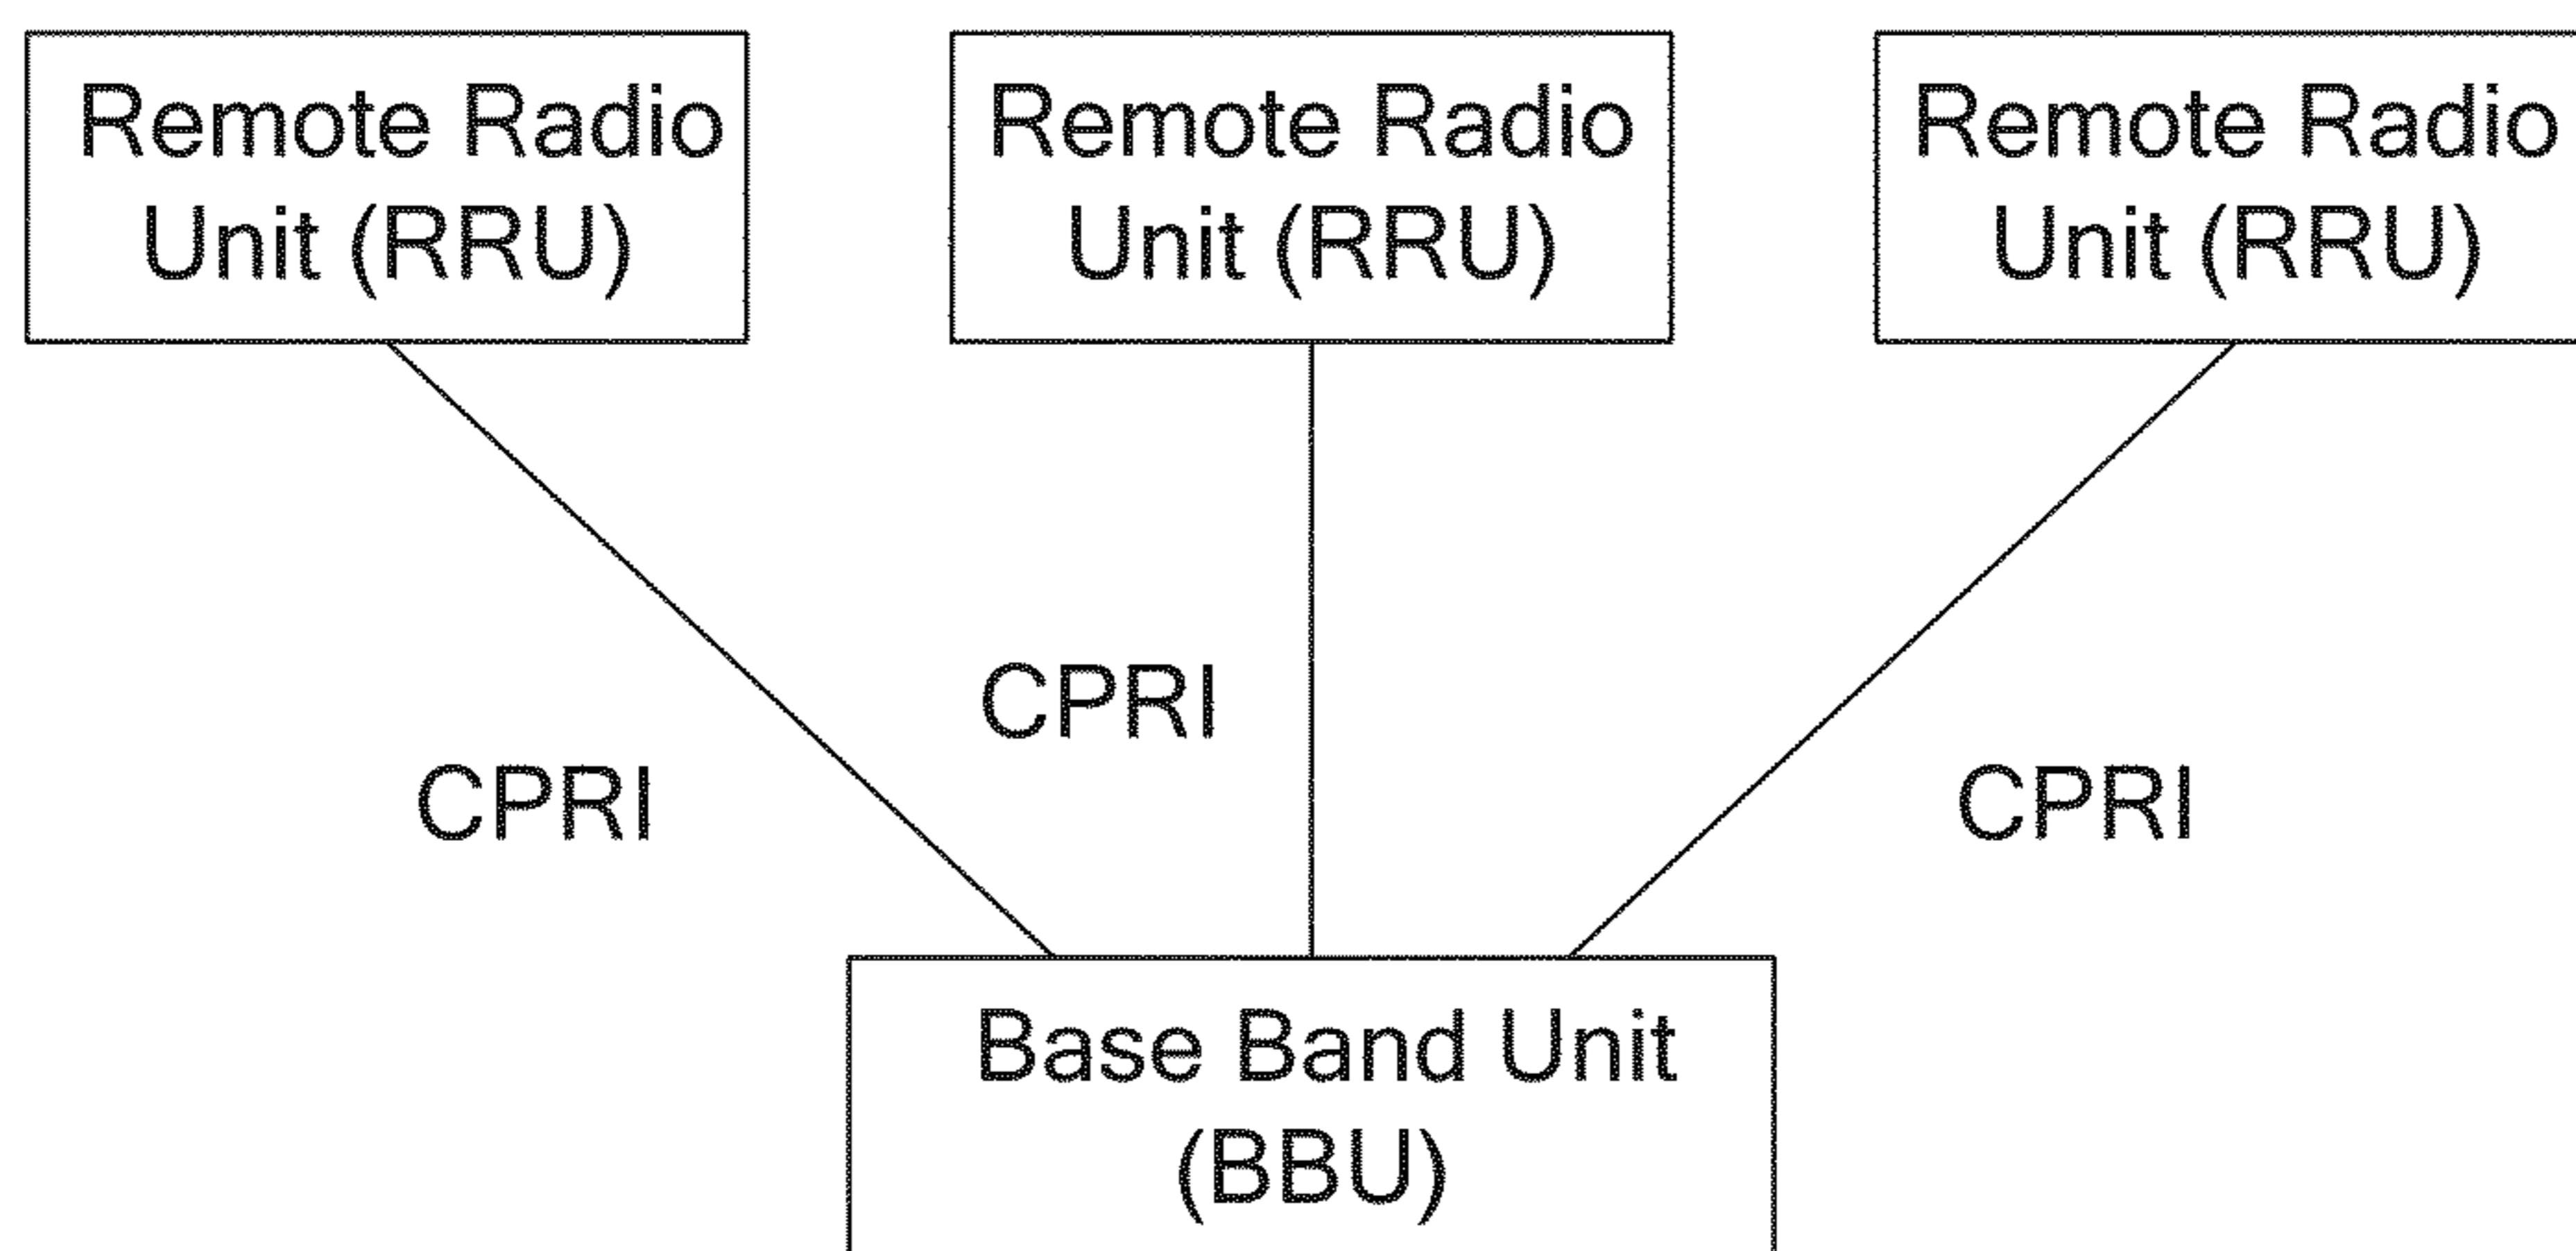 Remote Radio
Unit (RRU)
Remote Radio
Unit (RRU)
Remote Radio
Unit (RRU)
CPRI
CPRI
CPRI
Base Band Unit
(BBU)